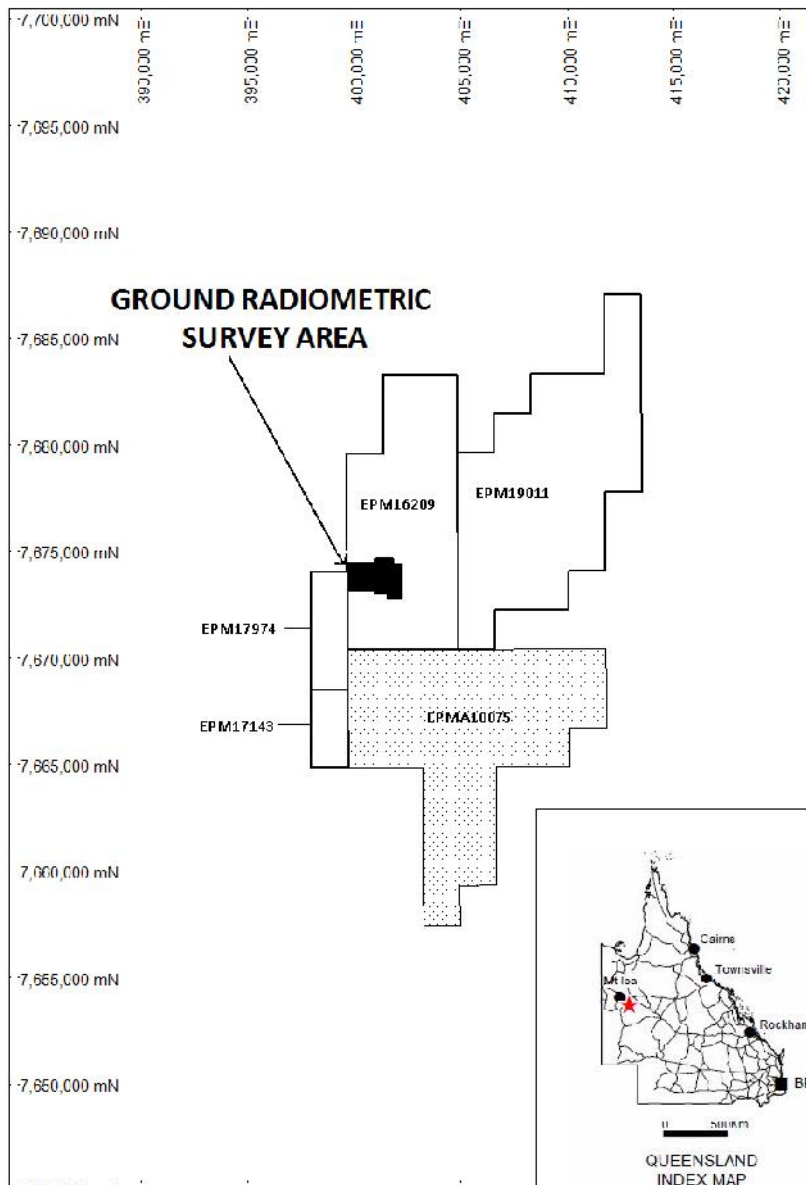 7,700,000 mN
390,000 mE
395,000 mE
400,000 mE
405,000 mE
410,000 mE
415,000 mE
420,000 mE
7,695,000 mN
7,690,000 mN
GROUND RADIOMETRIC
SURVEY AREA
7,685,000 mN
7,680,000 mN
EPM16209
EPM19011
7,675,000 mN
EPM17974
7,670,000 mN
EPM17143
EPMA10075
7,665,000 mN
7,660,000 mN
7,655,000 mN
7,650,000 mN
Cairns
Townsville
Mt Isa
Rockham
0 500Km
QUEENSLAND
INDEX MAP